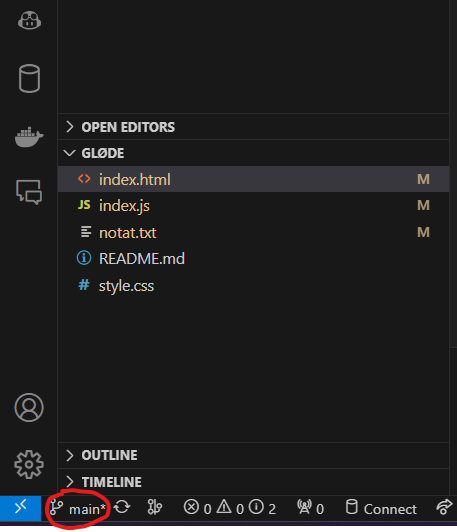 OPEN EDITORS
GLØDE
<> index.html M
JS index.js M
notat.txt M
README.md
# style.css
OUTLINE
TIMELINE
main* 0 0 2 0 Connect